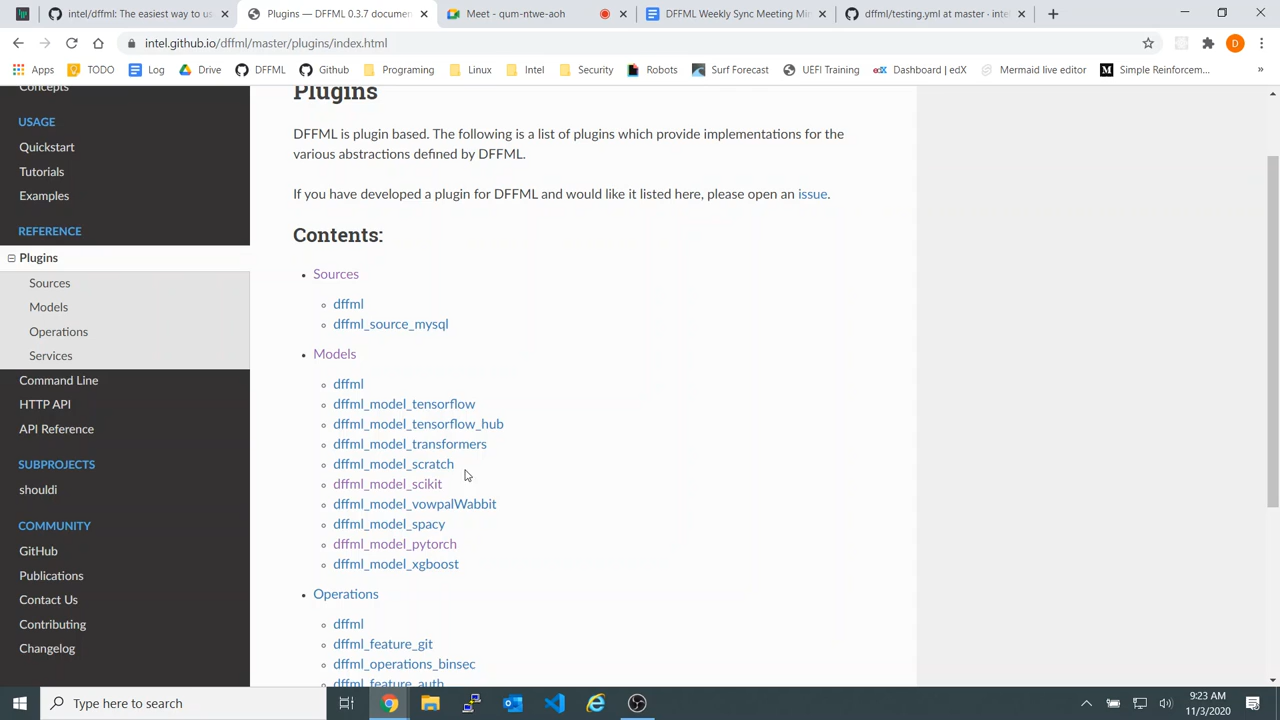 intel/dffml: The easiest way to us
Plugins — DFFML 0.3.7 documen
Meet - qum-ntwe-aoh
DFFML Weekly Sync Meeting Min
dffml/testing.yml at master · inte
intel.github.io/dffml/master/plugins/index.html
D
Apps
TODO
Log
Drive
DFFML
Github
Programing
Linux
Intel
Security
Robots
Surf Forecast
UEFI Training
edX
Dashboard | edX
Mermaid live editor
M
Simple Reinforcem...
»
Concepts
USAGE
Quickstart
Tutorials
Examples
REFERENCE
Plugins
Sources
Models
Operations
Services
Command Line
HTTP API
API Reference
SUBPROJECTS
shouldi
COMMUNITY
GitHub
Publications
Contact Us
Contributing
Changelog
Plugins
DFFML is plugin based. The following is a list of plugins which provide implementations for the
various abstractions defined by DFFML.
If you have developed a plugin for DFFML and would like it listed here, please open an issue.
Contents:
Sources
dffml
dffml_source_mysql
Models
dffml
dffml_model_tensorflow
dffml_model_tensorflow_hub
dffml_model_transformers
dffml_model_scratch
dffml_model_scikit
dffml_model_vowpalWabbit
dffml_model_spacy
dffml_model_pytorch
dffml_model_xgboost
Operations
dffml
dffml_feature_git
dffml_operations_binsec
dffml_feature_auth
Type here to search
9:23 AM
11/3/2020